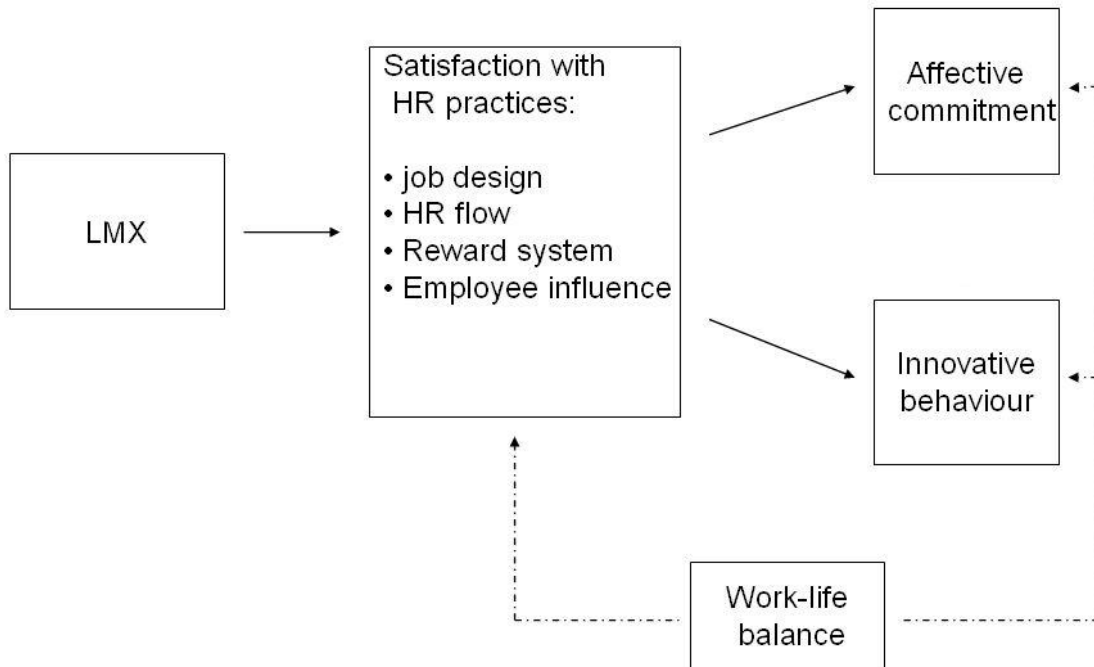 LMX
Satisfaction with
HR practices:
• job design
• HR flow
• Reward system
• Employee influence
Affective
commitment
Innovative
behaviour
Work-life
balance